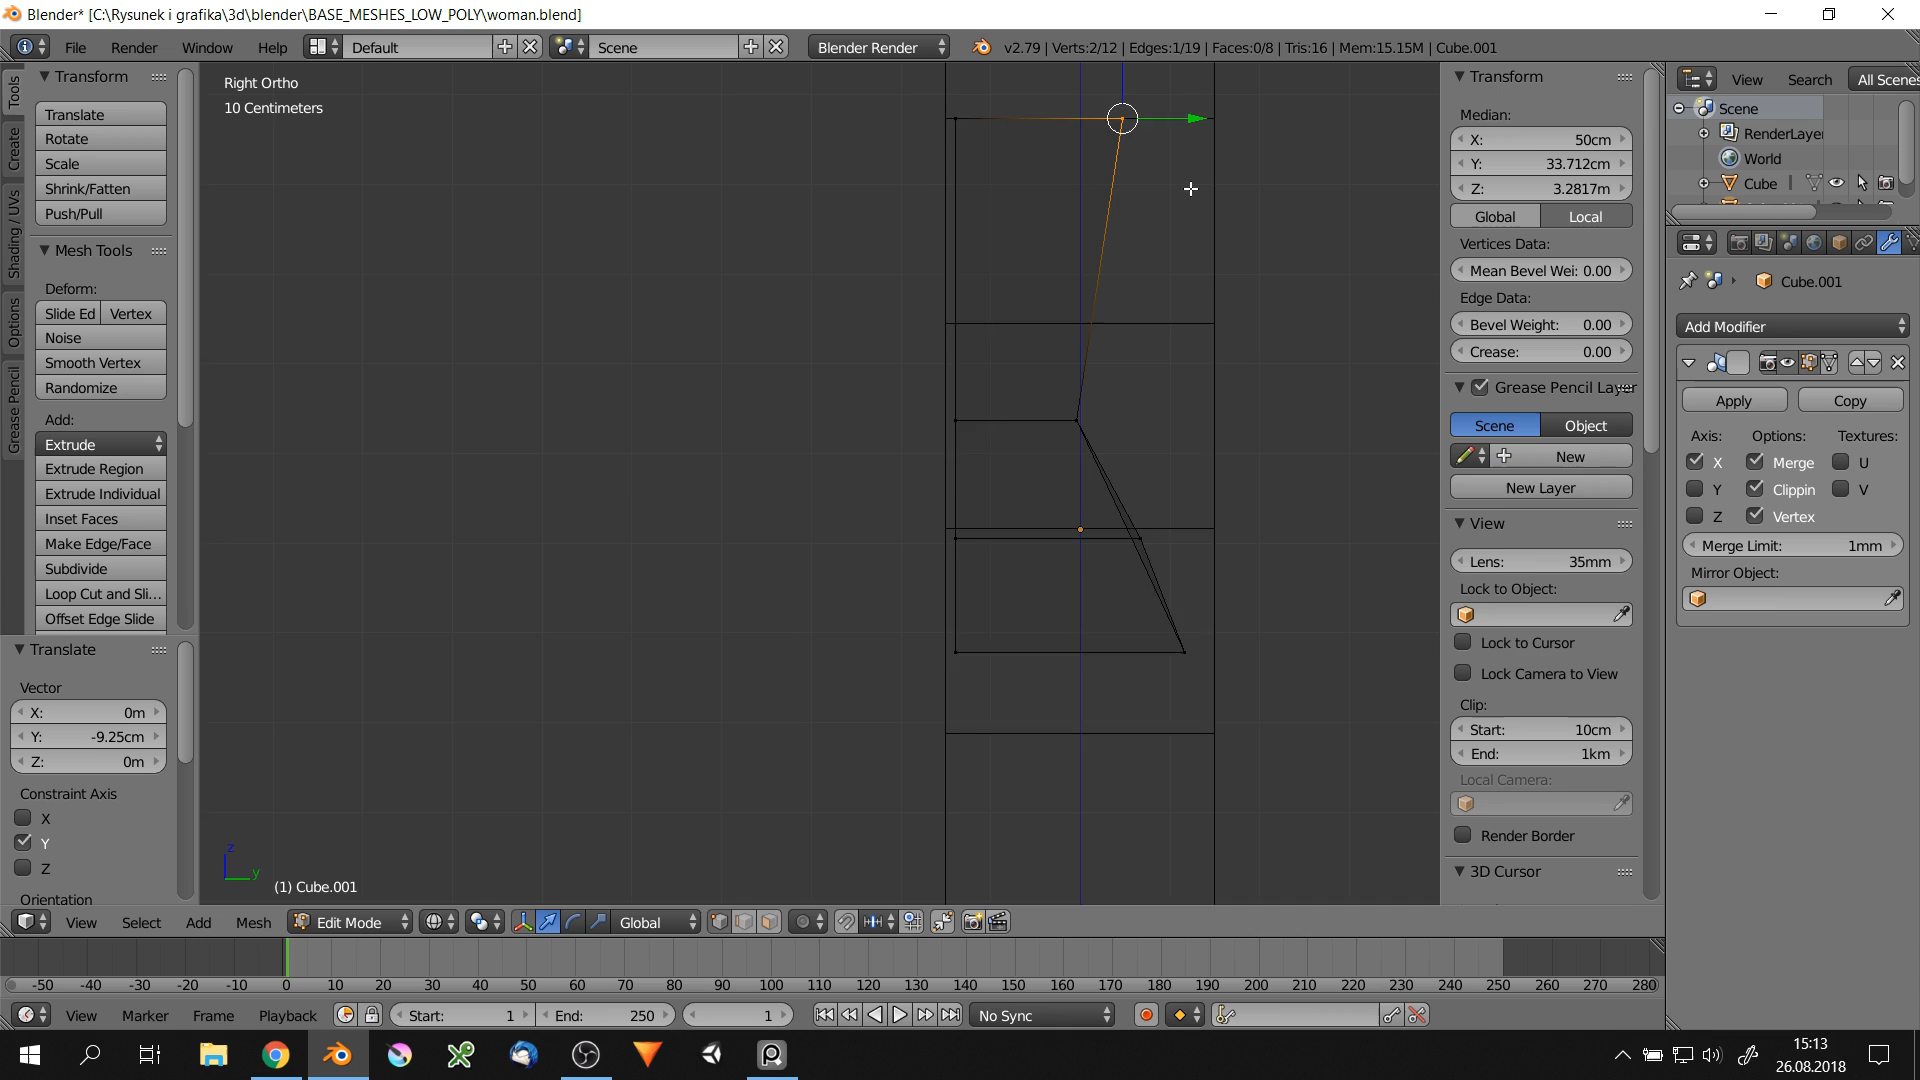 Blender* [C:\Rysunek i grafika\3d\blender\BASE_MESHES_LOW_POLY\woman.blend]
File Render Window Help Default Scene Blender Render v2.79 | Verts:2/12 | Edges:1/19 | Faces:0/8 | Tris:16 | Mem:15.15M | Cube.001
Tools
Create
Shading / UVs
Options
Grease Pencil
Transform
Translate
Rotate
Scale
Shrink/Fatten
Push/Pull
Mesh Tools
Deform:
Slide Ed Vertex
Noise
Smooth Vertex
Randomize
Add:
Extrude
Extrude Region
Extrude Individual
Inset Faces
Make Edge/Face
Subdivide
Loop Cut and Sli...
Offset Edge Slide
Translate
Vector
X: 0m
Y: -9.25cm
Z: 0m
Constraint Axis
X
Y
Z
Orientation
Right Ortho
10 Centimeters
z
y
(1) Cube.001
Transform
Median:
X: 50cm
Y: 33.712cm
Z: 3.2817m
Global Local
Vertices Data:
Mean Bevel Wei: 0.00
Edge Data:
Bevel Weight: 0.00
Crease: 0.00
Grease Pencil Layer
Scene Object
New
New Layer
View
Lens: 35mm
Lock to Object:
Lock to Cursor
Lock Camera to View
Clip:
Start: 10cm
End: 1km
Local Camera:
Render Border
3D Cursor
View Search All Scenes
Scene
RenderLaye
World
Cube
Cube.001
Add Modifier
Apply Copy
Axis: Options: Textures:
X Merge U
Y Clippin V
Z Vertex
Merge Limit: 1mm
Mirror Object:
View Select Add Mesh Edit Mode Global
-50 -40 -30 -20 -10 0 10 20 30 40 50 60 70 80 90 100 110 120 130 140 150 160 170 180 190 200 210 220 230 240 250 260 270 280
View Marker Frame Playback Start: 1 End: 250 1 No Sync
15:13
26.08.2018